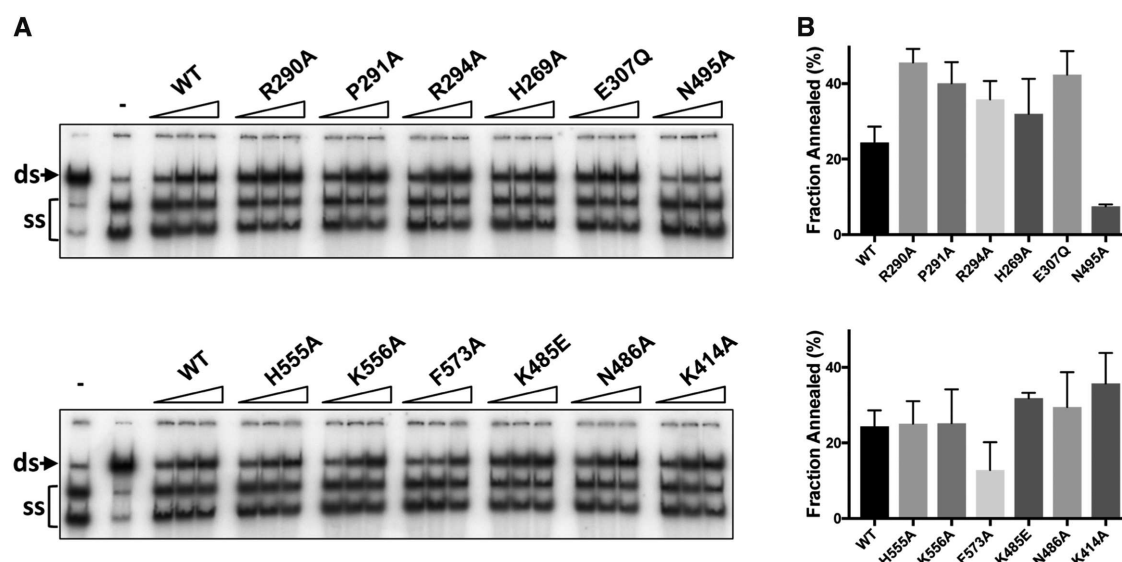 A
- WT R290A P291A R294A H269A E307Q N495A
ds
ss
- WT H555A K556A F573A K485E N486A K414A
ds
ss
B
Fraction Annealed (%)
40
20
0
WT R290A P291A R294A H269A E307Q N495A
Fraction Annealed (%)
40
20
0
WT H555A K556A F573A K485E N486A K414A